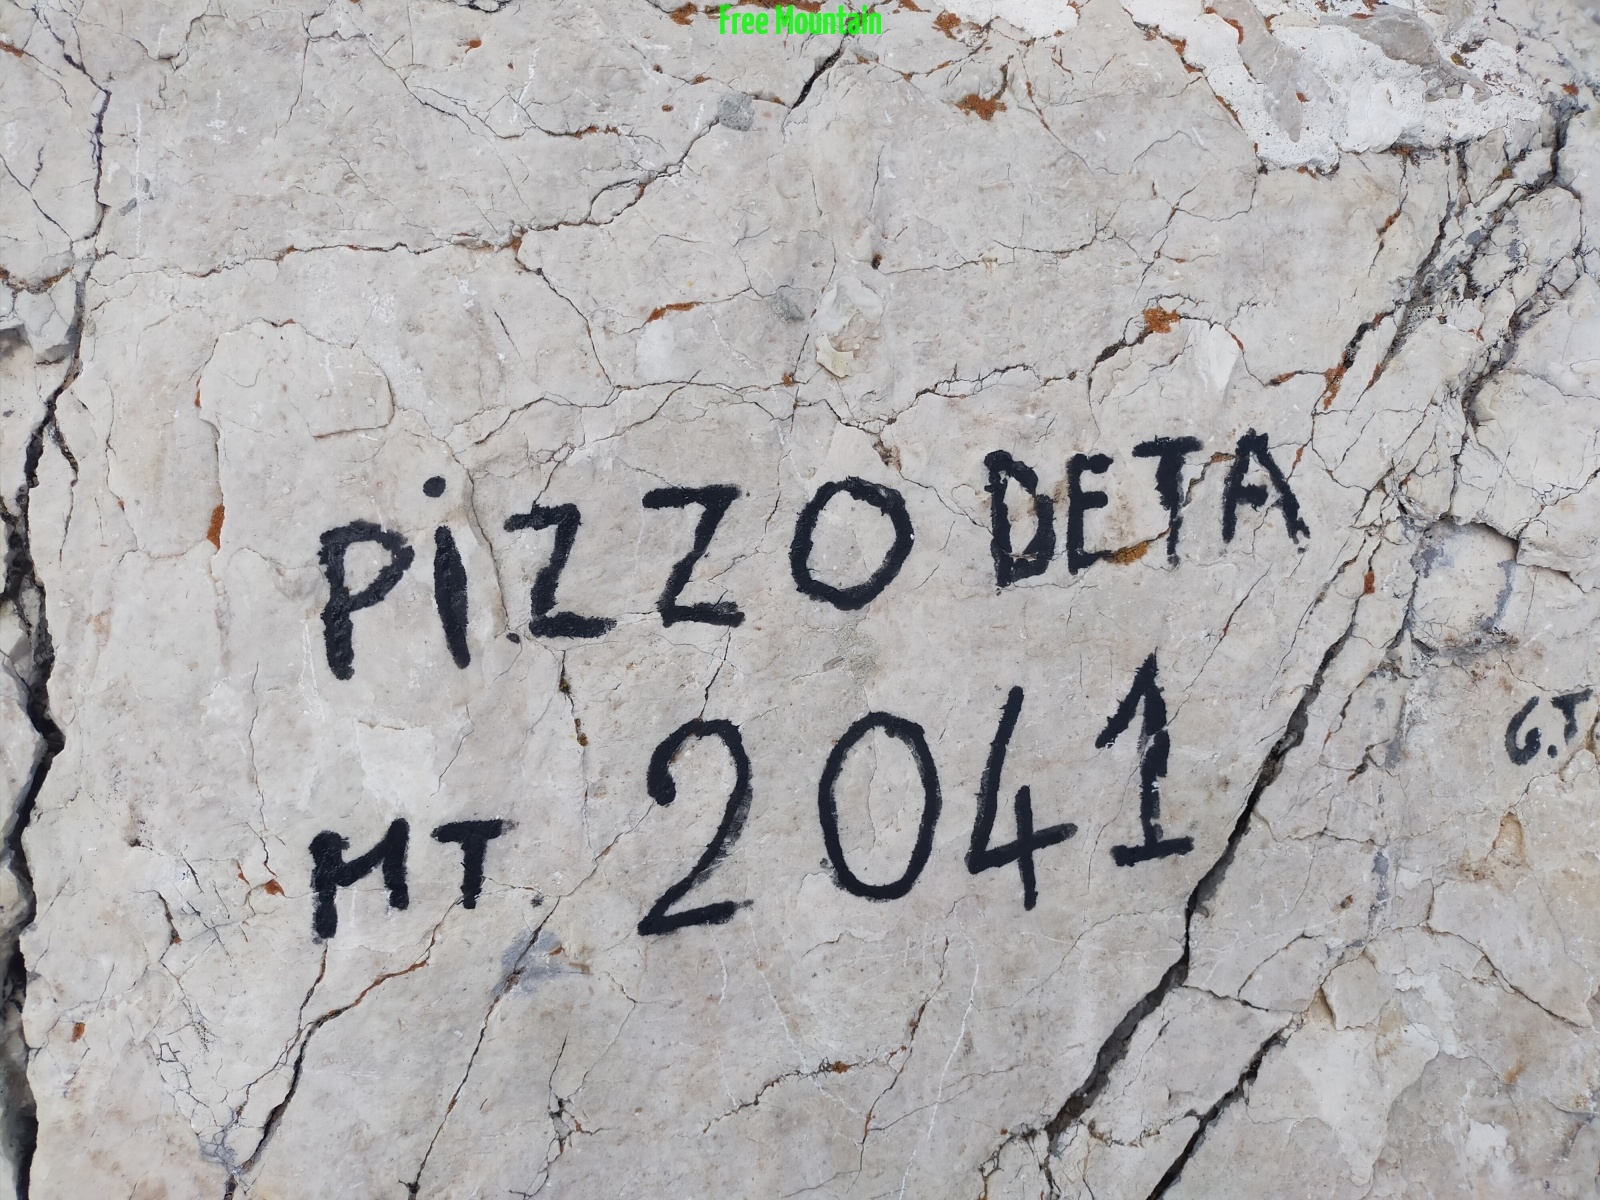 Free Mountain
PiZZO DETA
MT. 2041
G.T.